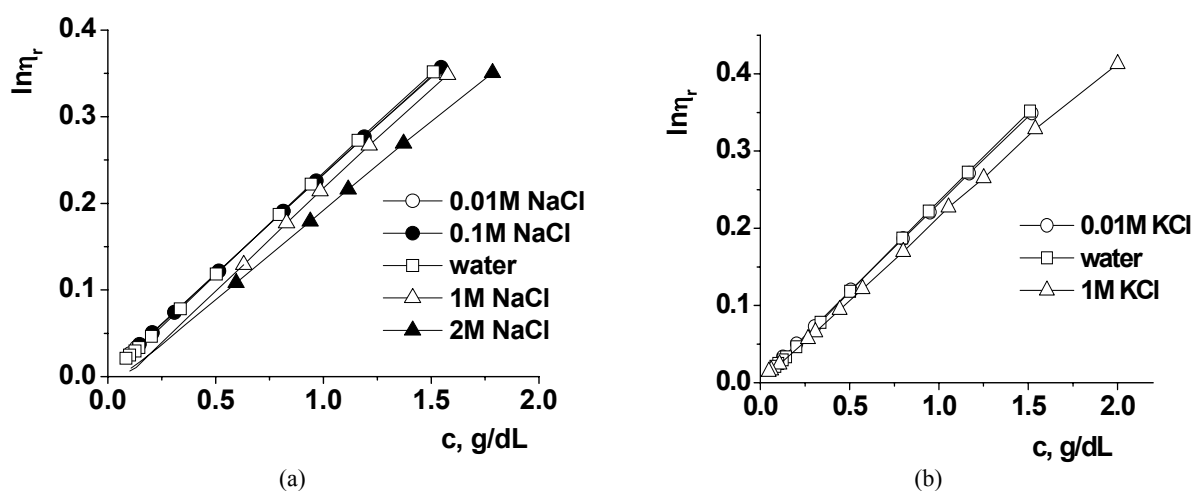 lnηr
0.4
0.3
0.2
0.1
0.0
0.0 0.5 1.0 1.5 2.0
c, g/dL
0.01M NaCl
0.1M NaCl
water
1M NaCl
2M NaCl
(a)
lnηr
0.4
0.3
0.2
0.1
0.0
0.0 0.5 1.0 1.5 2.0
c, g/dL
0.01M KCl
water
1M KCl
(b)